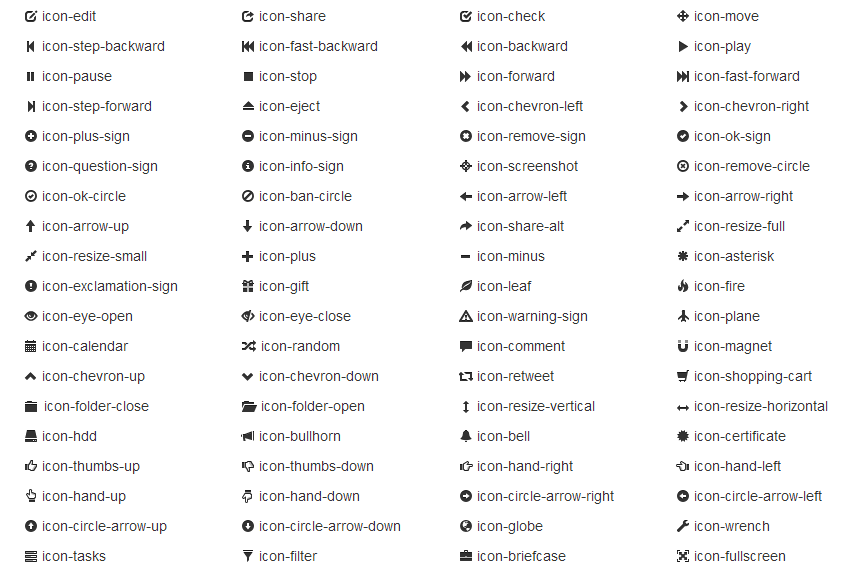 icon-edit icon-share icon-check icon-move
icon-step-backward icon-fast-backward icon-backward icon-play
icon-pause icon-stop icon-forward icon-fast-forward
icon-step-forward icon-eject icon-chevron-left icon-chevron-right
icon-plus-sign icon-minus-sign icon-remove-sign icon-ok-sign
icon-question-sign icon-info-sign icon-screenshot icon-remove-circle
icon-ok-circle icon-ban-circle icon-arrow-left icon-arrow-right
icon-arrow-up icon-arrow-down icon-share-alt icon-resize-full
icon-resize-small icon-plus icon-minus icon-asterisk
icon-exclamation-sign icon-gift icon-leaf icon-fire
icon-eye-open icon-eye-close icon-warning-sign icon-plane
icon-calendar icon-random icon-comment icon-magnet
icon-chevron-up icon-chevron-down icon-retweet icon-shopping-cart
icon-folder-close icon-folder-open icon-resize-vertical icon-resize-horizontal
icon-hdd icon-bullhorn icon-bell icon-certificate
icon-thumbs-up icon-thumbs-down icon-hand-right icon-hand-left
icon-hand-up icon-hand-down icon-circle-arrow-right icon-circle-arrow-left
icon-circle-arrow-up icon-circle-arrow-down icon-globe icon-wrench
icon-tasks icon-filter icon-briefcase icon-fullscreen